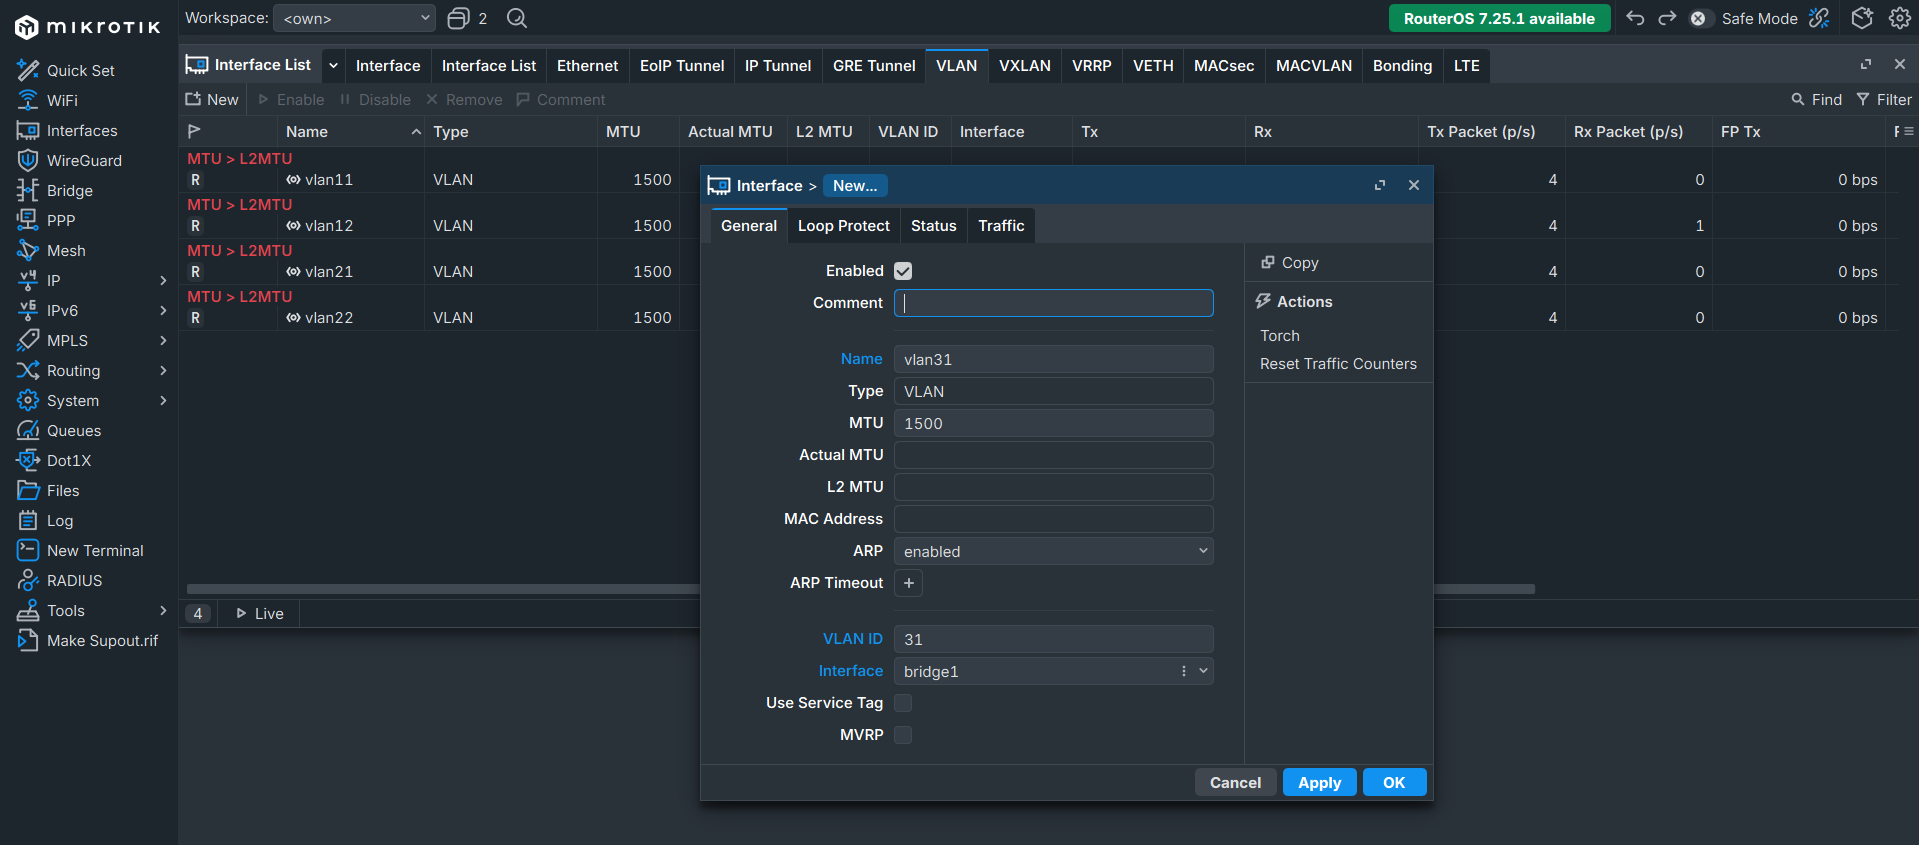 mikrotik
Workspace: <own> 2 RouterOS 7.25.1 available Safe Mode
Quick Set
WiFi
Interfaces
WireGuard
Bridge
PPP
Mesh
IP
IPv6
MPLS
Routing
System
Queues
Dot1X
Files
Log
New Terminal
RADIUS
Tools
Make Supout.rif
Interface List Interface Interface List Ethernet EoIP Tunnel IP Tunnel GRE Tunnel VLAN VXLAN VRRP VETH MACsec MACVLAN Bonding LTE
New Enable Disable Remove Comment Find Filter
Name Type MTU Actual MTU L2 MTU VLAN ID Interface Tx Rx Tx Packet (p/s) Rx Packet (p/s) FP Tx
MTU > L2MTU
R vlan11 VLAN 1500 4 0 0 bps
MTU > L2MTU
R vlan12 VLAN 1500 4 1 0 bps
MTU > L2MTU
R vlan21 VLAN 1500 4 0 0 bps
MTU > L2MTU
R vlan22 VLAN 1500 4 0 0 bps
4 Live
Interface > New...
General Loop Protect Status Traffic
Enabled
Comment
Name vlan31
Type VLAN
MTU 1500
Actual MTU
L2 MTU
MAC Address
ARP enabled
ARP Timeout +
VLAN ID 31
Interface bridge1
Use Service Tag
MVRP
Copy
Actions
Torch
Reset Traffic Counters
Cancel Apply OK